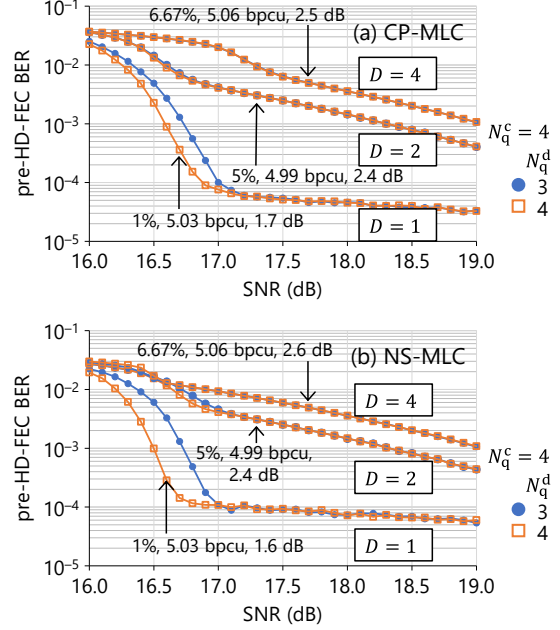 10⁻¹
6.67%, 5.06 bpcu, 2.5 dB
(a) CP-MLC
10⁻²
D = 4
10⁻³
D = 2
10⁻⁴
5%, 4.99 bpcu, 2.4 dB
1%, 5.03 bpcu, 1.7 dB
D = 1
10⁻⁵
pre-HD-FEC BER
16.0 16.5 17.0 17.5 18.0 18.5 19.0
SNR (dB)
N_q^c = 4
N_q^d
3
4
10⁻¹
6.67%, 5.06 bpcu, 2.6 dB
(b) NS-MLC
10⁻²
D = 4
5%, 4.99 bpcu,
2.4 dB
10⁻³
D = 2
10⁻⁴
1%, 5.03 bpcu, 1.6 dB
D = 1
10⁻⁵
pre-HD-FEC BER
16.0 16.5 17.0 17.5 18.0 18.5 19.0
SNR (dB)
N_q^c = 4
N_q^d
3
4